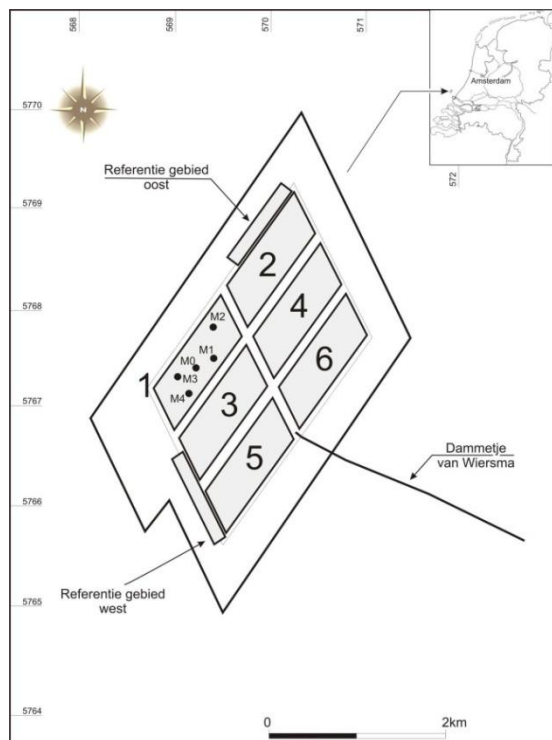 568
569
570
571
Amsterdam
5770
N
572
Referentie gebied
oost
5769
2
5768
M2
4
M1
6
M0
1
M3
M4
5767
3
Dammetje
van Wiersma
5
5766
Referentie gebied
west
5765
5764
0
2km